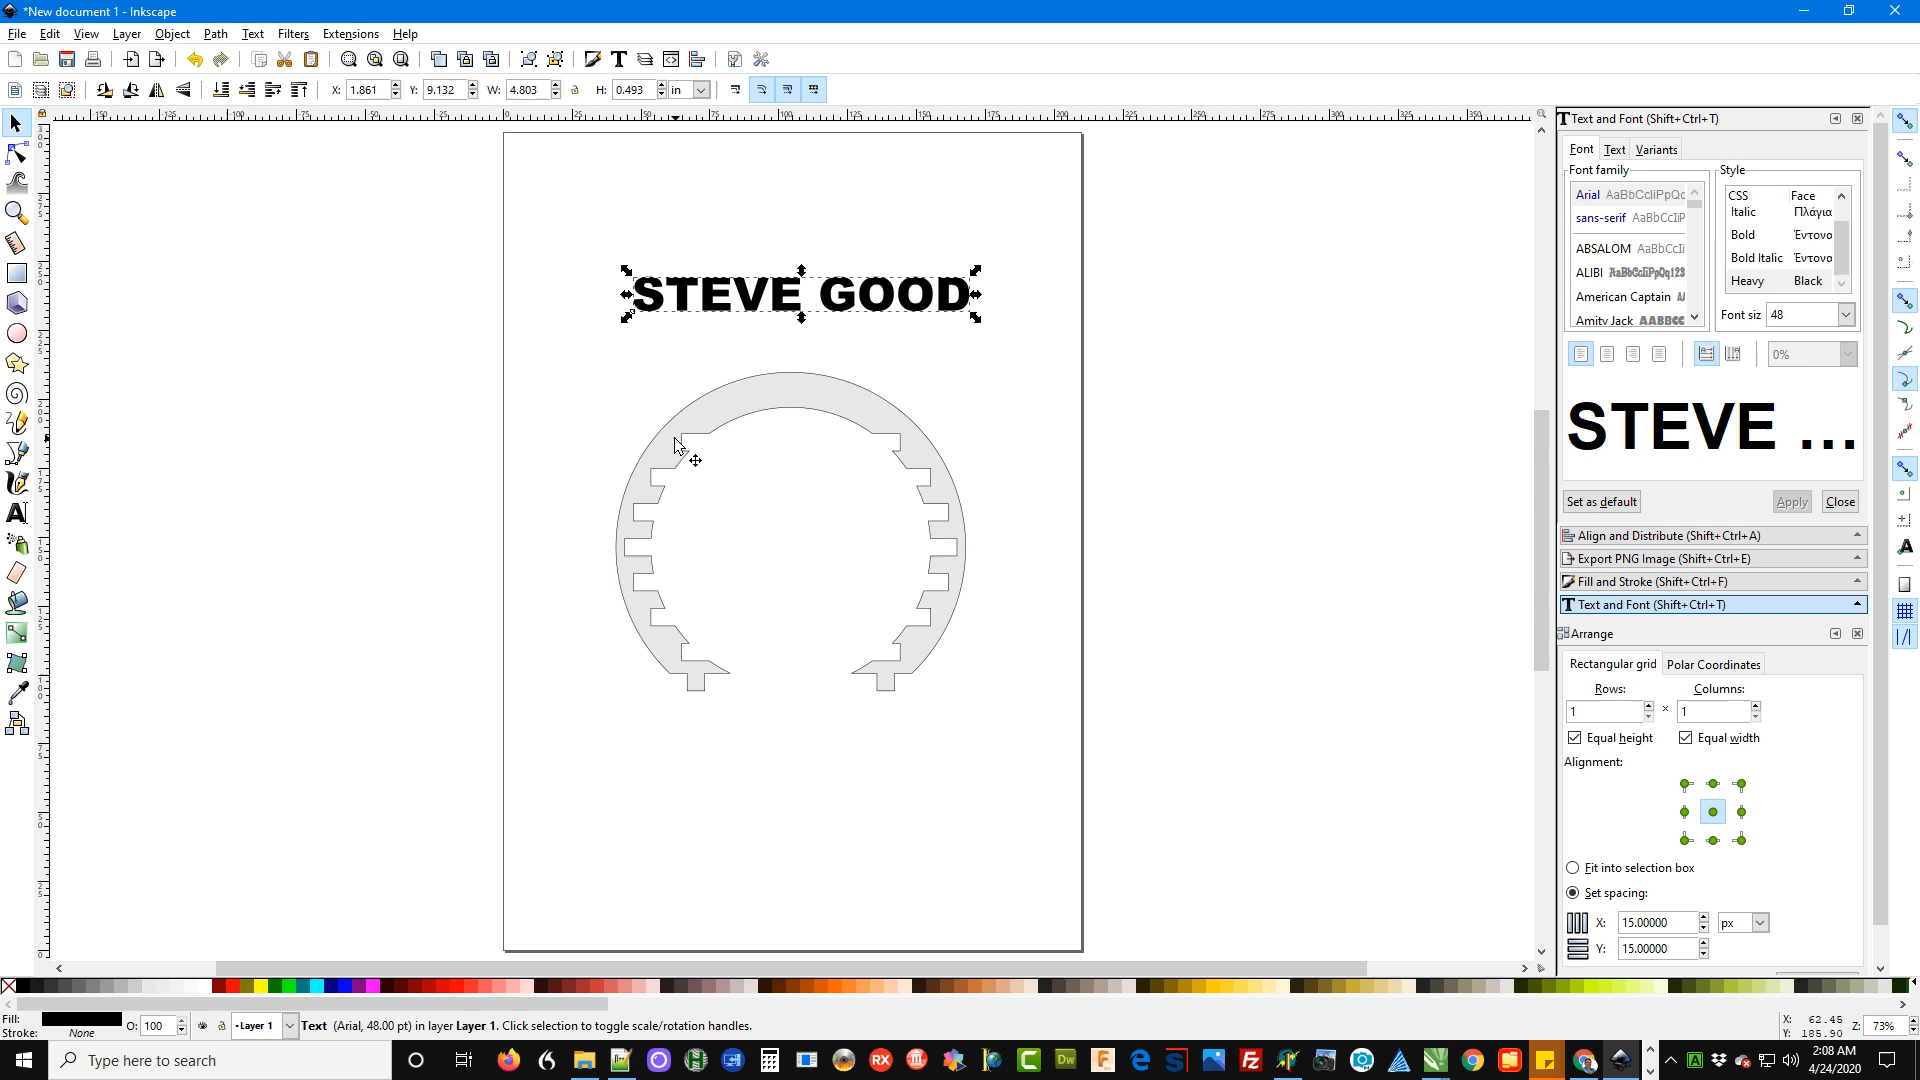 *New document 1 - Inkscape
File Edit View Layer Object Path Text Filters Extensions Help
X: 1.861 Y: 9.132 W: 4.803 H: 0.493 in
Text and Font (Shift+Ctrl+T)
Font Text Variants
Font family Style
Arial AaBbCcIiPpQq
sans-serif AaBbCcIiP
ABSALOM AaBbCcIi
ALIBI AaBbCcIiPpQq123
American Captain
Amity Jack AABBCC
CSS Face
Italic Πλάγια
Bold Έντονα
Bold Italic Έντονα
Heavy Black
Font siz 48
0%
STEVE GOOD
STEVE ...
Set as default Apply Close
Align and Distribute (Shift+Ctrl+A)
Export PNG Image (Shift+Ctrl+E)
Fill and Stroke (Shift+Ctrl+F)
Text and Font (Shift+Ctrl+T)
Arrange
Rectangular grid Polar Coordinates
Rows: Columns:
1 × 1
Equal height Equal width
Alignment:
Fit into selection box
Set spacing:
X: 15.00000 px
Y: 15.00000
Fill:
Stroke: None
O: 100
•Layer 1
Text (Arial, 48.00 pt) in layer Layer 1. Click selection to toggle scale/rotation handles.
X: 62.45
Y: 185.90
Z: 73%
Type here to search
2:08 AM
4/24/2020